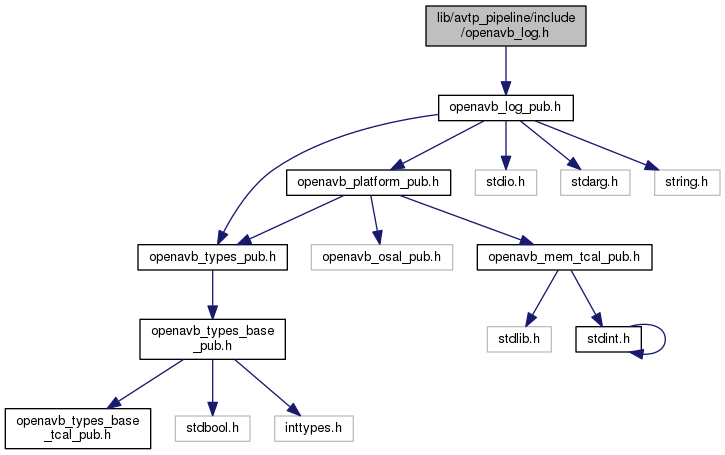 lib/avtp_pipeline/include
/openavb_log.h
openavb_log_pub.h
openavb_platform_pub.h
stdio.h
stdarg.h
string.h
openavb_types_pub.h
openavb_osal_pub.h
openavb_mem_tcal_pub.h
openavb_types_base
_pub.h
stdlib.h
stdint.h
openavb_types_base
_tcal_pub.h
stdbool.h
inttypes.h